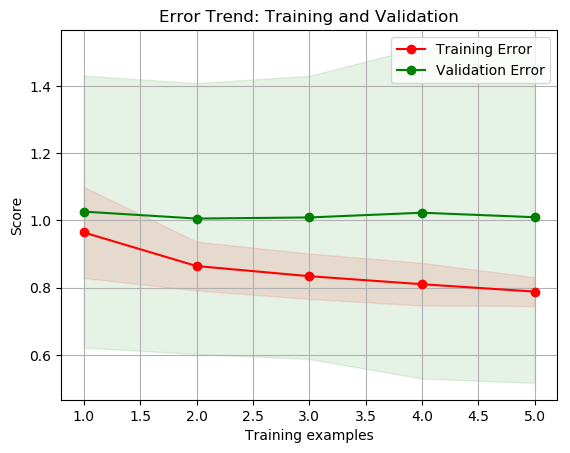 Error Trend: Training and Validation
Training Error
Validation Error
1.4
1.2
1.0
0.8
0.6
Score
1.0 1.5 2.0 2.5 3.0 3.5 4.0 4.5 5.0
Training examples